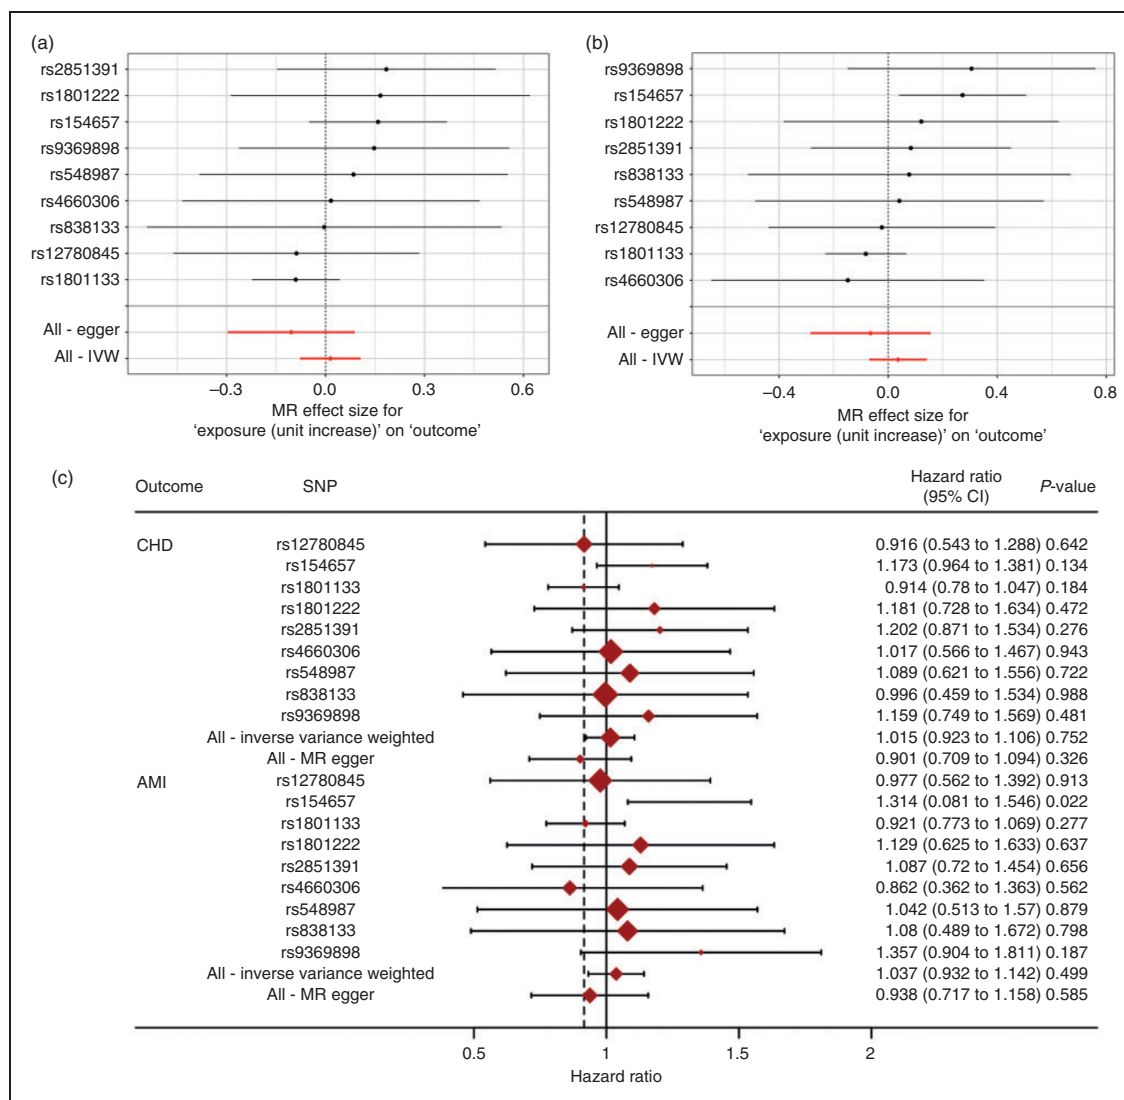 (a)
rs2851391
rs1801222
rs154657
rs9369898
rs548987
rs4660306
rs838133
rs12780845
rs1801133
All - egger
All - IVW
–0.3 0.0 0.3 0.6
MR effect size for
'exposure (unit increase)' on 'outcome'
(b)
rs9369898
rs154657
rs1801222
rs2851391
rs838133
rs548987
rs12780845
rs1801133
rs4660306
All - egger
All - IVW
–0.4 0.0 0.4 0.8
MR effect size for
'exposure (unit increase)' on 'outcome'
(c)
Outcome SNP Hazard ratio (95% CI) P-value
CHD rs12780845 0.916 (0.543 to 1.288) 0.642
rs154657 1.173 (0.964 to 1.381) 0.134
rs1801133 0.914 (0.78 to 1.047) 0.184
rs1801222 1.181 (0.728 to 1.634) 0.472
rs2851391 1.202 (0.871 to 1.534) 0.276
rs4660306 1.017 (0.566 to 1.467) 0.943
rs548987 1.089 (0.621 to 1.556) 0.722
rs838133 0.996 (0.459 to 1.534) 0.988
rs9369898 1.159 (0.749 to 1.569) 0.481
All - inverse variance weighted 1.015 (0.923 to 1.106) 0.752
All - MR egger 0.901 (0.709 to 1.094) 0.326
AMI rs12780845 0.977 (0.562 to 1.392) 0.913
rs154657 1.314 (0.081 to 1.546) 0.022
rs1801133 0.921 (0.773 to 1.069) 0.277
rs1801222 1.129 (0.625 to 1.633) 0.637
rs2851391 1.087 (0.72 to 1.454) 0.656
rs4660306 0.862 (0.362 to 1.363) 0.562
rs548987 1.042 (0.513 to 1.57) 0.879
rs838133 1.08 (0.489 to 1.672) 0.798
rs9369898 1.357 (0.904 to 1.811) 0.187
All - inverse variance weighted 1.037 (0.932 to 1.142) 0.499
All - MR egger 0.938 (0.717 to 1.158) 0.585
0.5 1 1.5 2
Hazard ratio